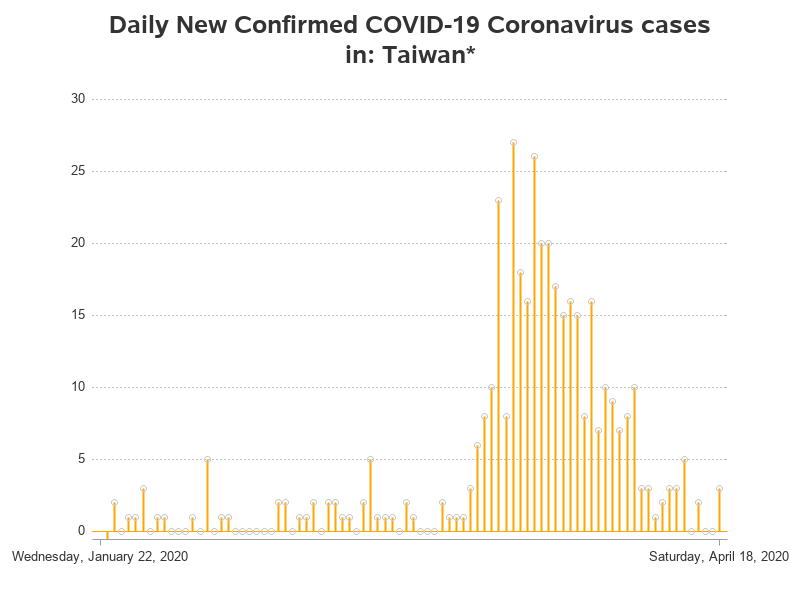 Daily New Confirmed COVID-19 Coronavirus cases
in: Taiwan*
30
25
20
15
10
5
0
Wednesday, January 22, 2020
Saturday, April 18, 2020